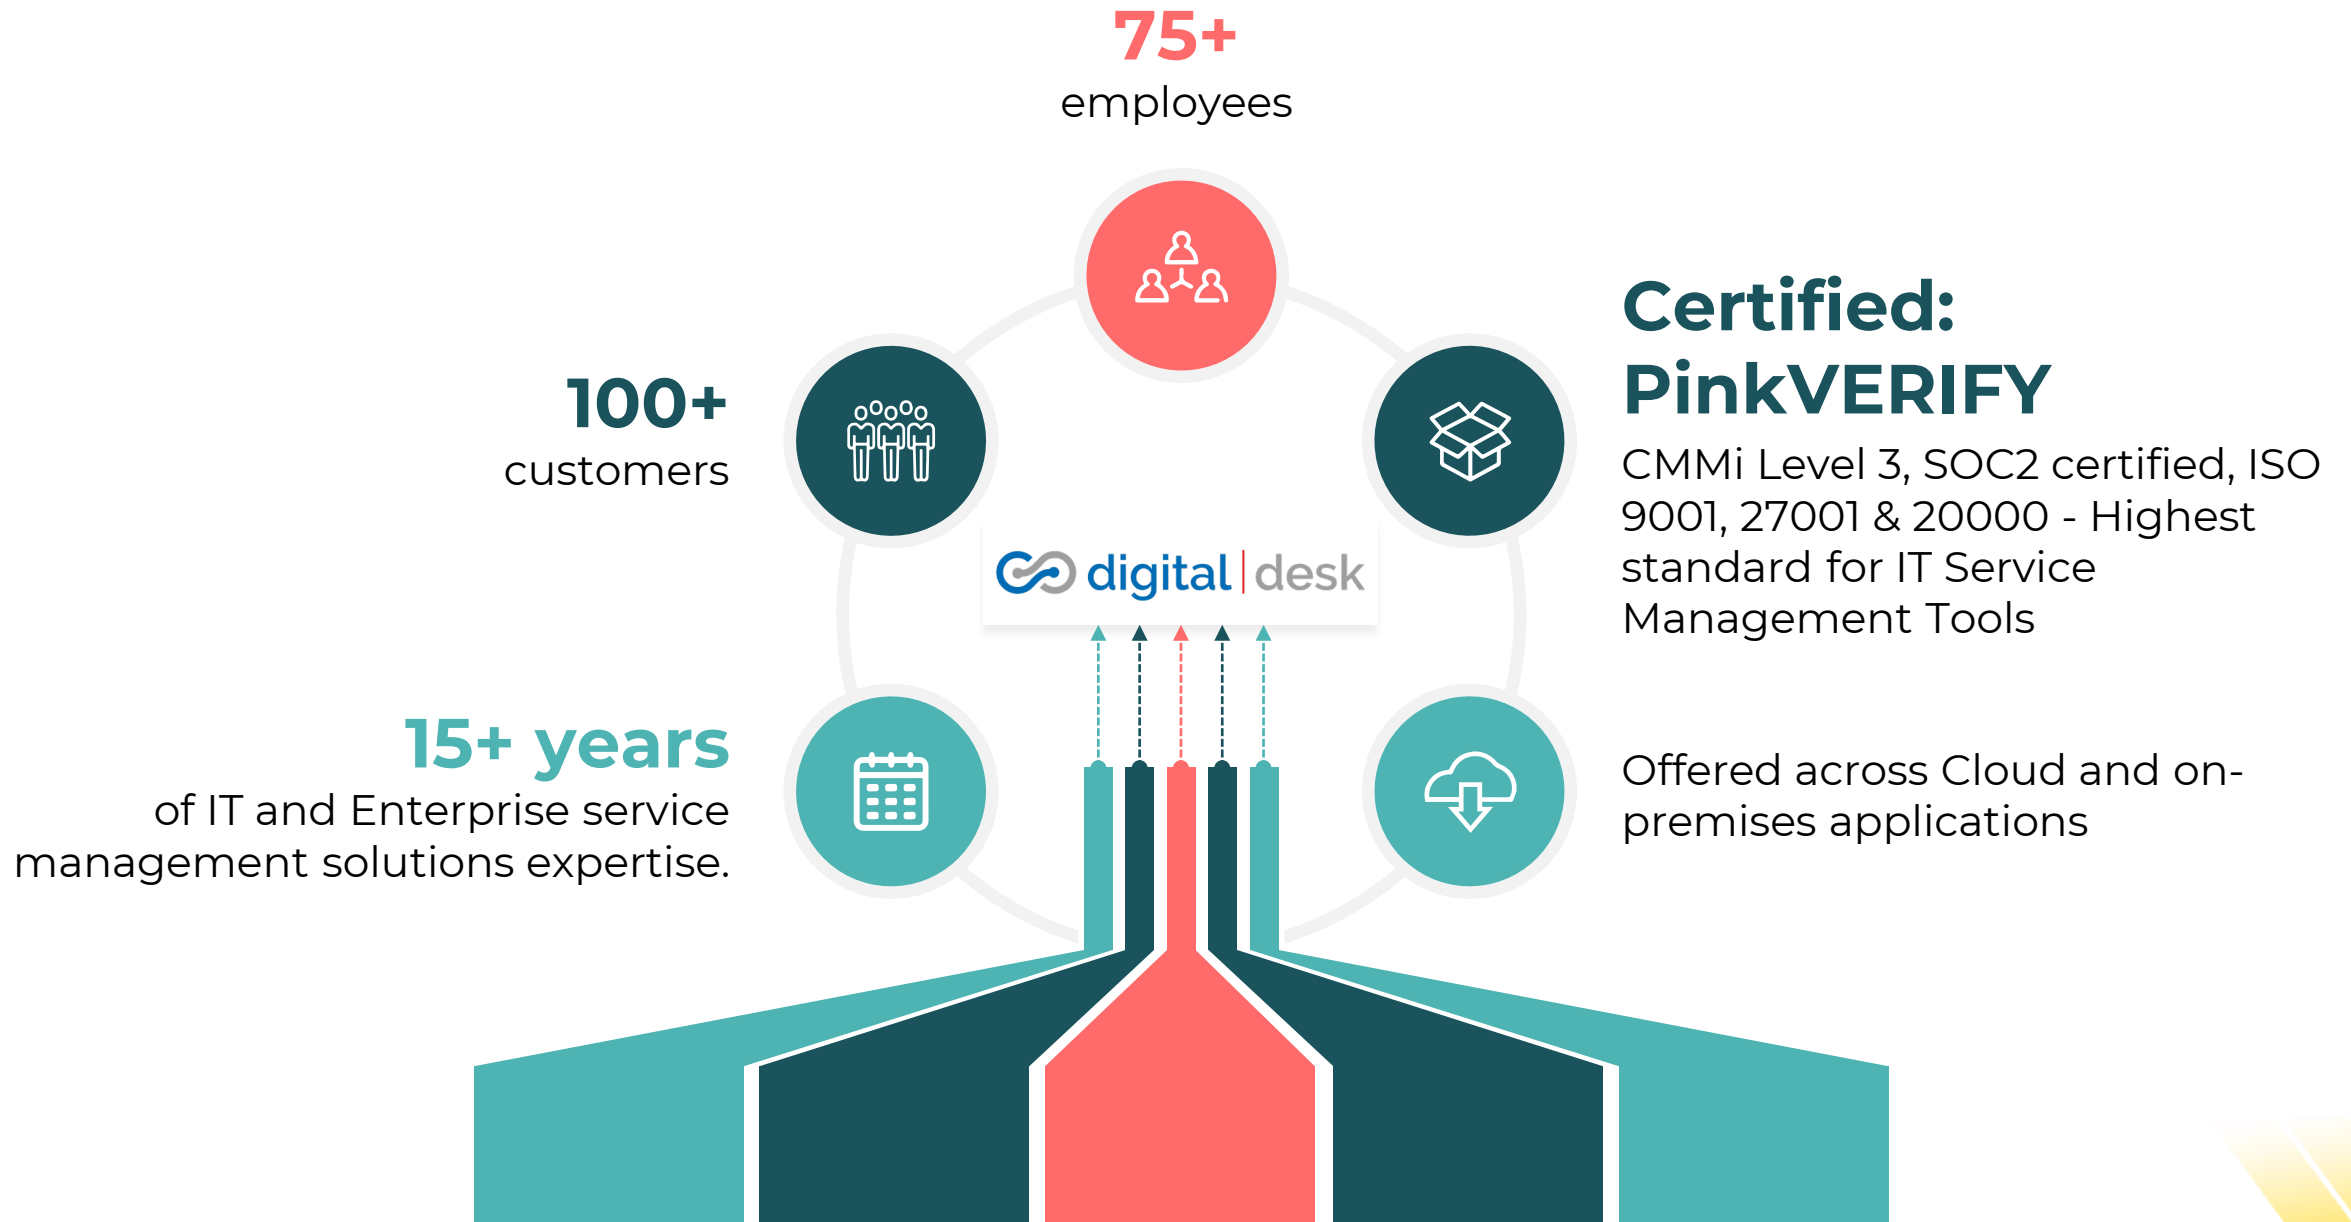 75+
employees
100+
customers
15+ years
of IT and Enterprise service
management solutions expertise.
digital|desk
Certified:
PinkVERIFY
CMMi Level 3, SOC2 certified, ISO
9001, 27001 & 20000 - Highest
standard for IT Service
Management Tools
Offered across Cloud and on-
premises applications